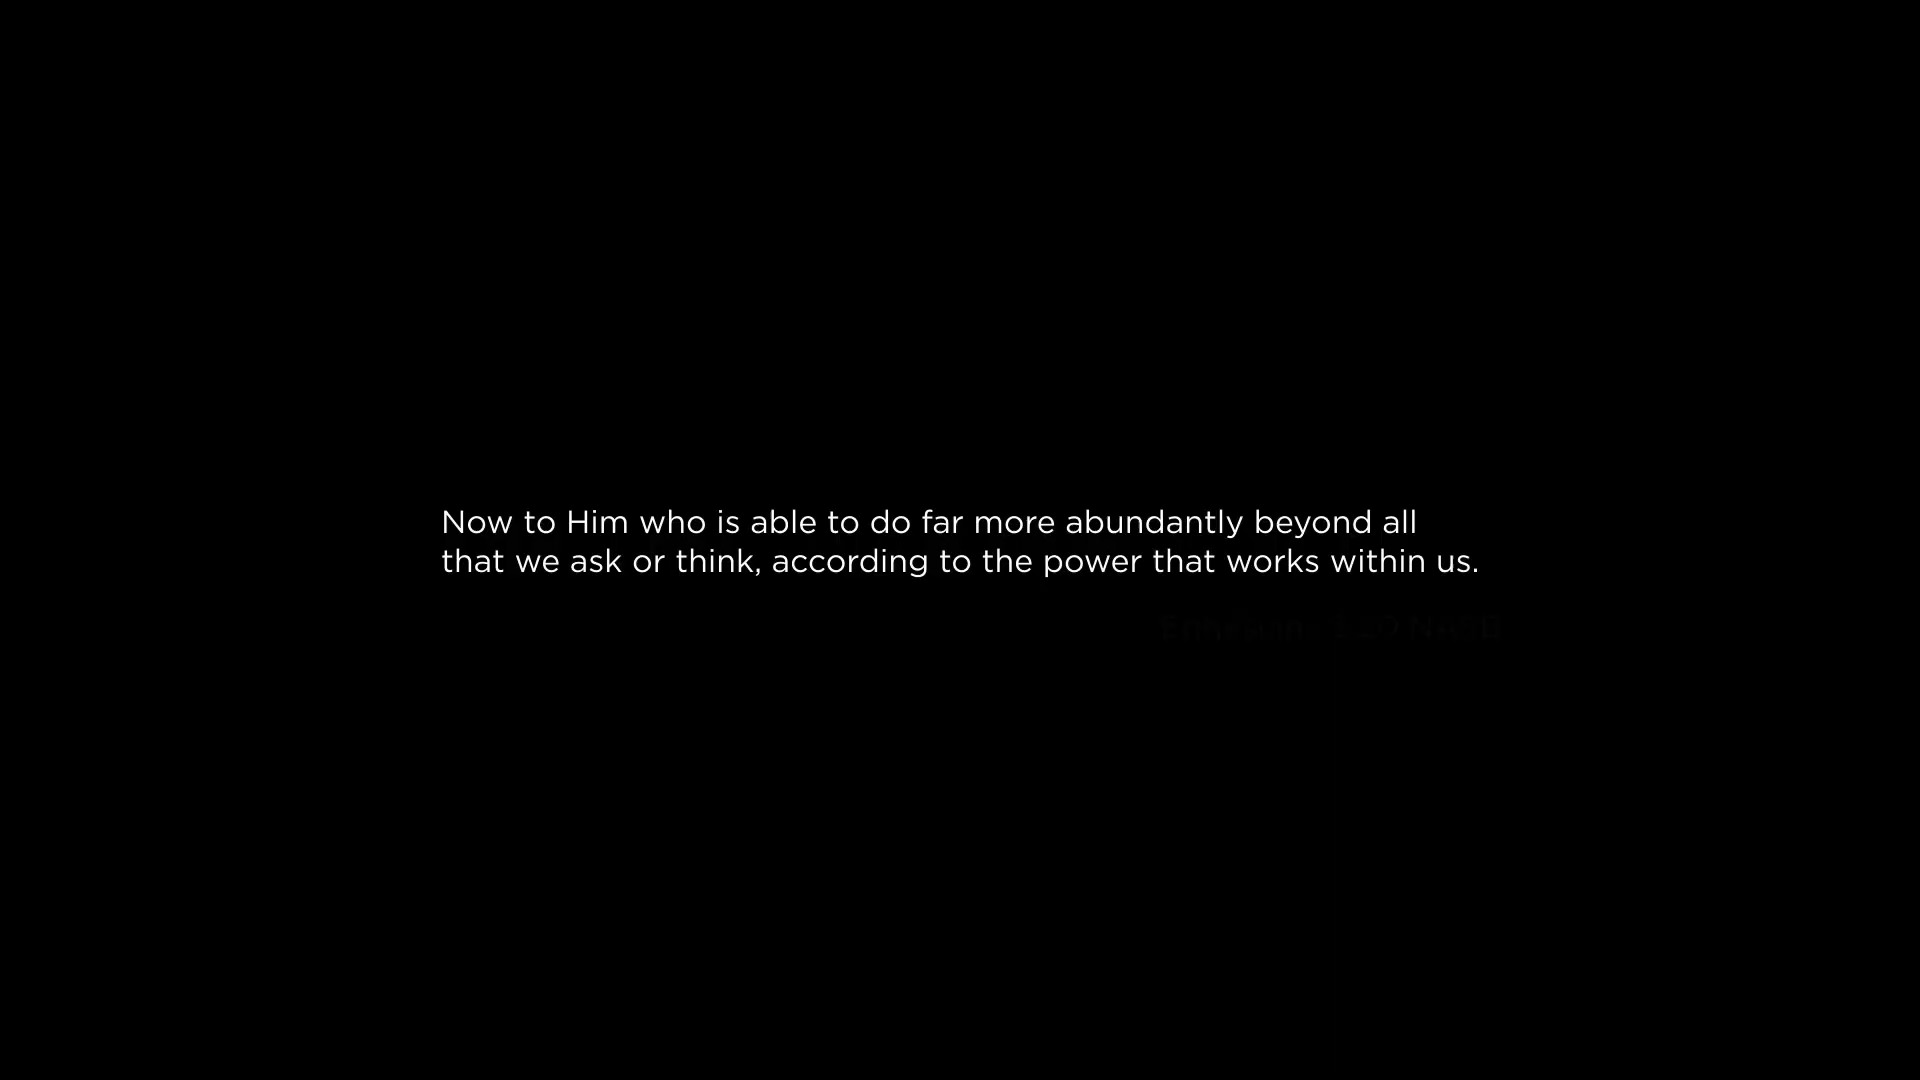 Now to Him who is able to do far more abundantly beyond all
that we ask or think, according to the power that works within us.